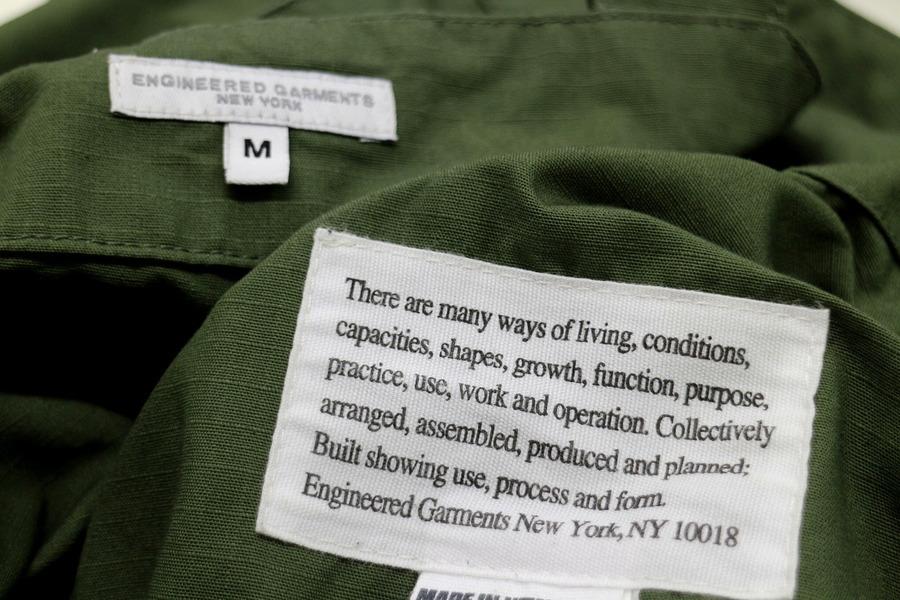 ENGINEERED GARMENTS
NEW YORK
M
There are many ways of living, conditions,
capacities, shapes, growth, function, purpose,
practice, use, work and operation. Collectively
arranged, assembled, produced and planned:
Built showing use, process and form.
Engineered Garments New York, NY 10018
MADE IN